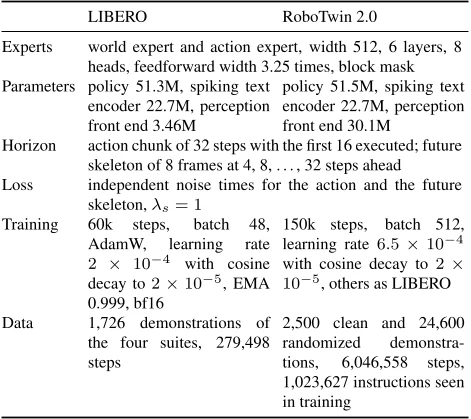 LIBERO RoboTwin 2.0
Experts world expert and action expert, width 512, 6 layers, 8
heads, feedforward width 3.25 times, block mask
Parameters policy 51.3M, spiking text policy 51.5M, spiking text
encoder 22.7M, perception encoder 22.7M, perception
front end 3.46M front end 30.1M
Horizon action chunk of 32 steps with the first 16 executed; future
skeleton of 8 frames at 4, 8, . . . , 32 steps ahead
Loss independent noise times for the action and the future
skeleton, λₛ = 1
Training 60k steps, batch 48, 150k steps, batch 512,
AdamW, learning rate learning rate 6.5 × 10⁻⁴
2 × 10⁻⁴ with cosine with cosine decay to 2 ×
decay to 2 × 10⁻⁵, EMA 10⁻⁵, others as LIBERO
0.999, bf16
Data 1,726 demonstrations of 2,500 clean and 24,600
the four suites, 279,498 randomized demonstra-
steps tions, 6,046,558 steps,
1,023,627 instructions seen
in training